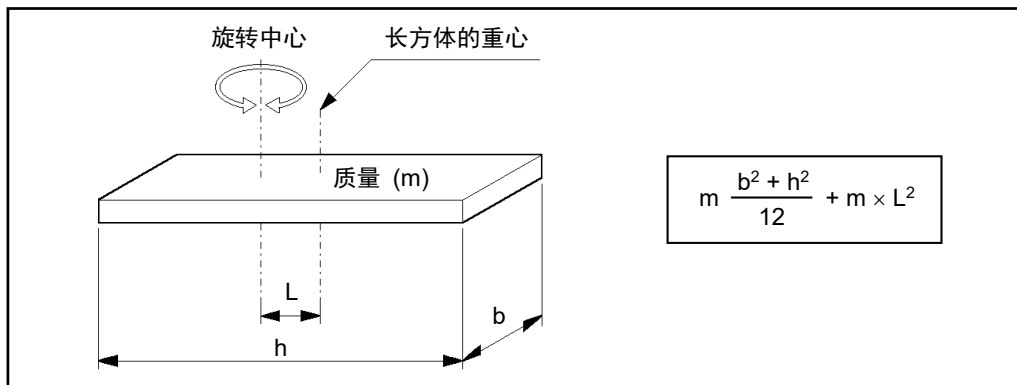 旋转中心
长方体的重心
质量 (m)
m (b² + h²)/12 + m × L²
L
b
h